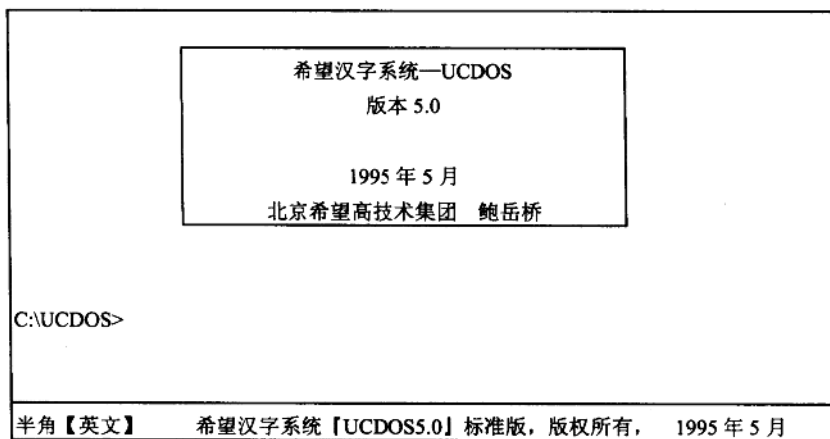 希望汉字系统—UCDOS
版本 5.0
1995 年 5 月
北京希望高技术集团 鲍岳桥
C:\UCDOS>
半角【英文】 希望汉字系统『UCDOS5.0』标准版，版权所有， 1995 年 5 月